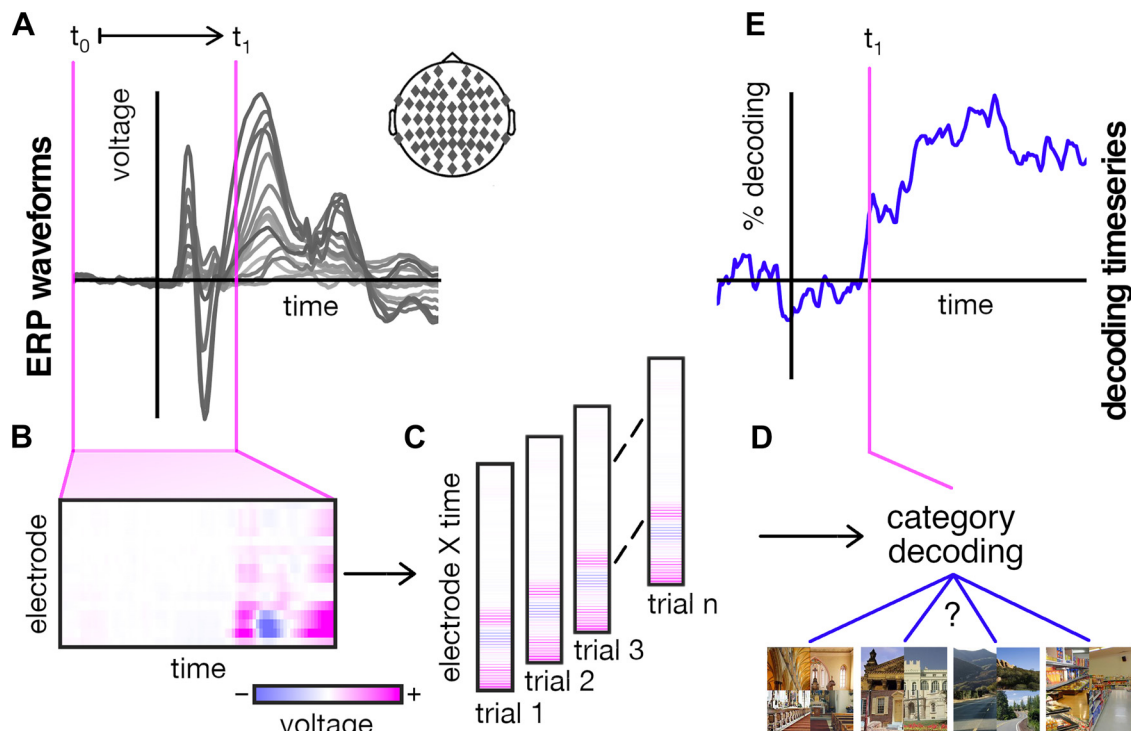 A
t0
t1
voltage
ERP waveforms
time
E
t1
% decoding
time
decoding timeseries
B
electrode
time
−
+
voltage
C
electrode X time
trial 1
trial 2
trial 3
trial n
D
category
decoding
?